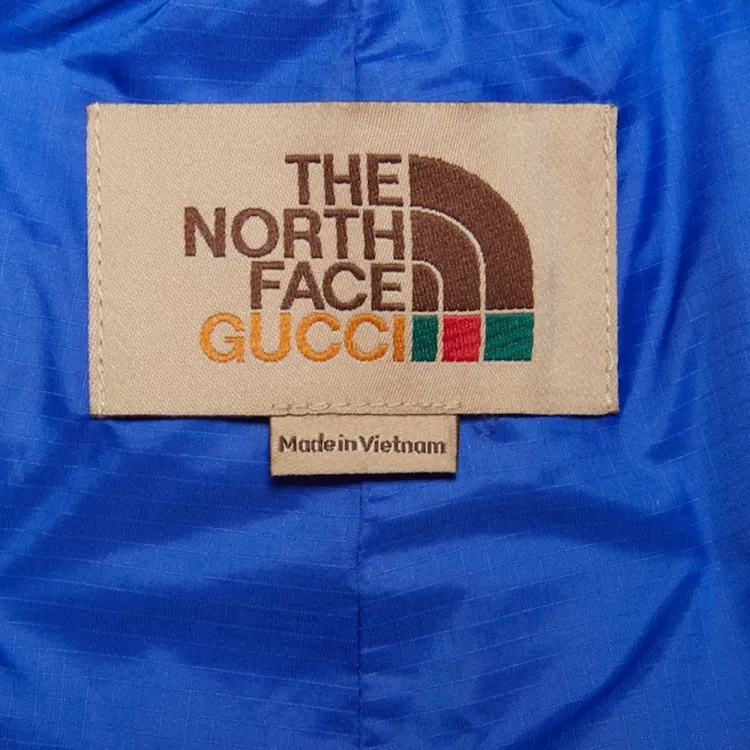 THE
NORTH
FACE
GUCCI
Made in Vietnam